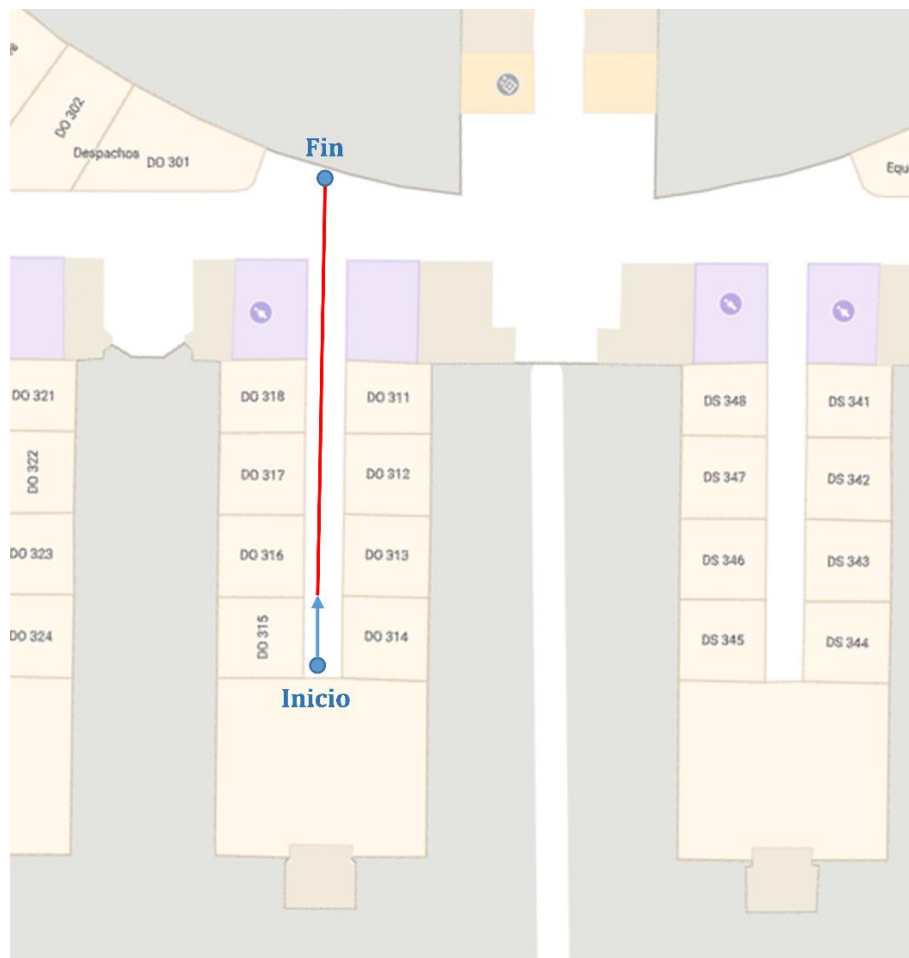 DO 302
Despachos
DO 301
Fin
Equ
DO 321
DO 318
DO 311
DS 348
DS 341
DO 322
DO 317
DO 312
DS 347
DS 342
DO 323
DO 316
DO 313
DS 346
DS 343
DO 324
DO 315
DO 314
DS 345
DS 344
Inicio